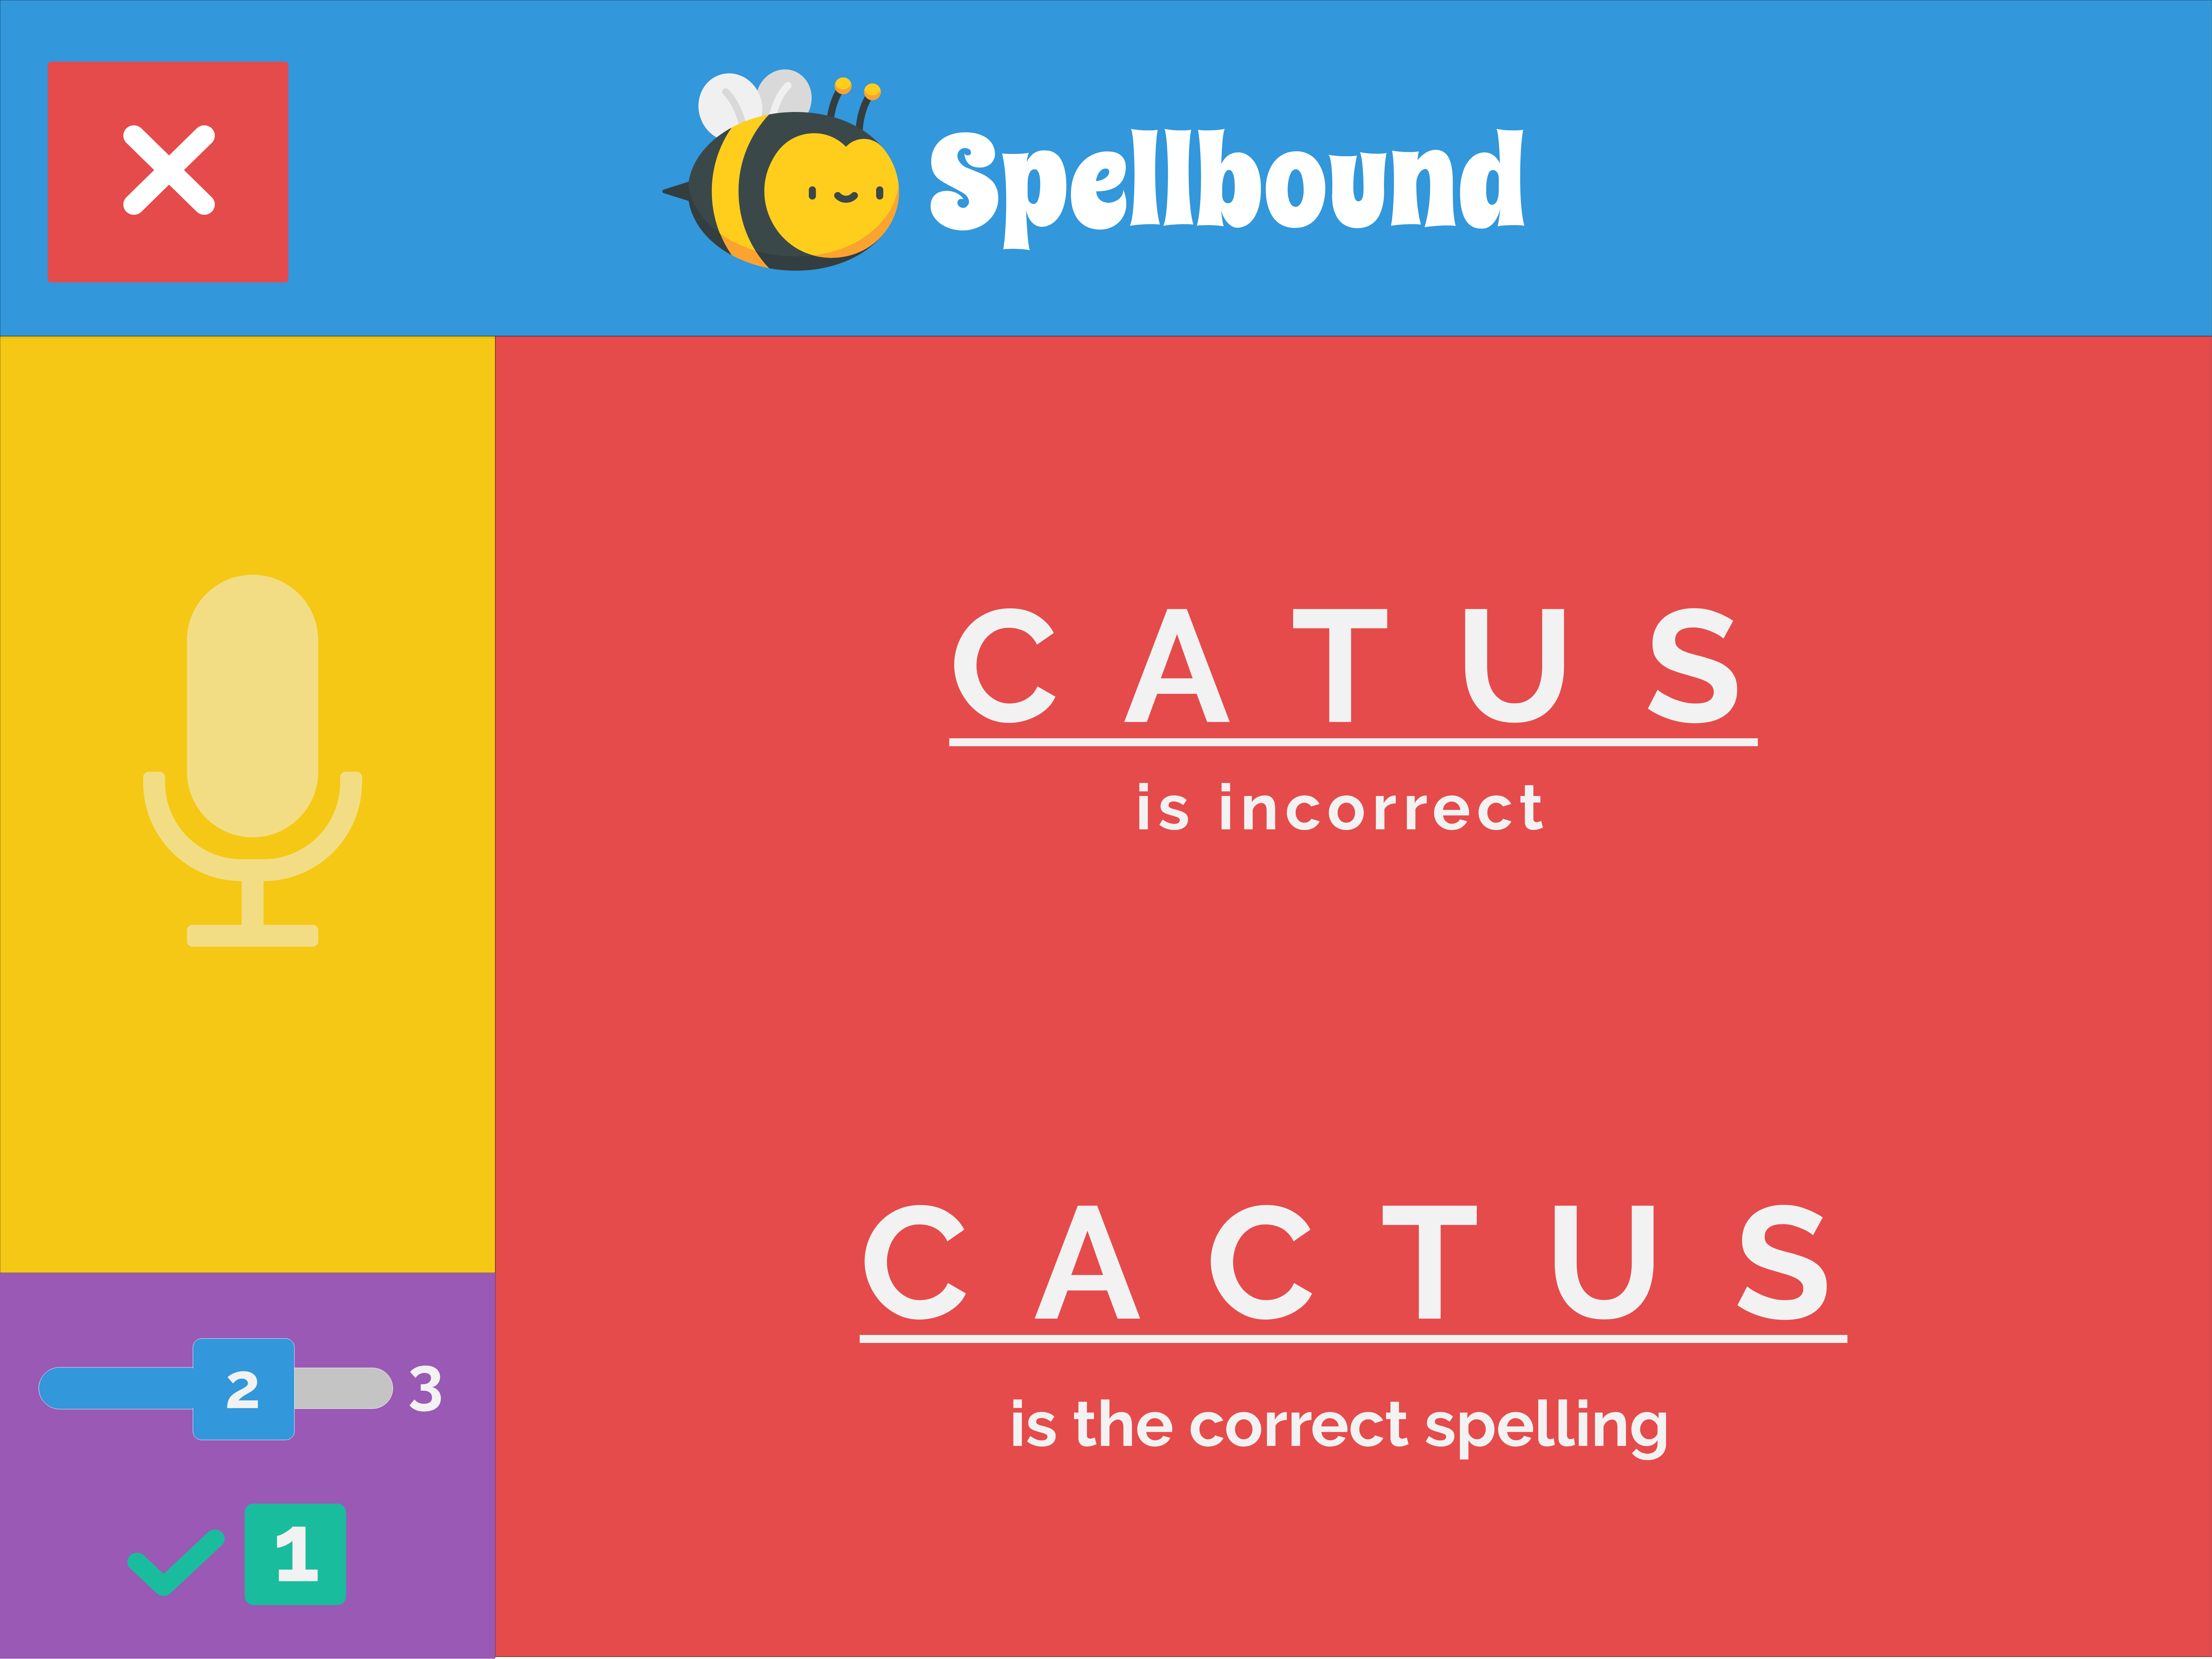 Spellbound
C A T U S
is incorrect
C A C T U S
is the correct spelling
2 3
1